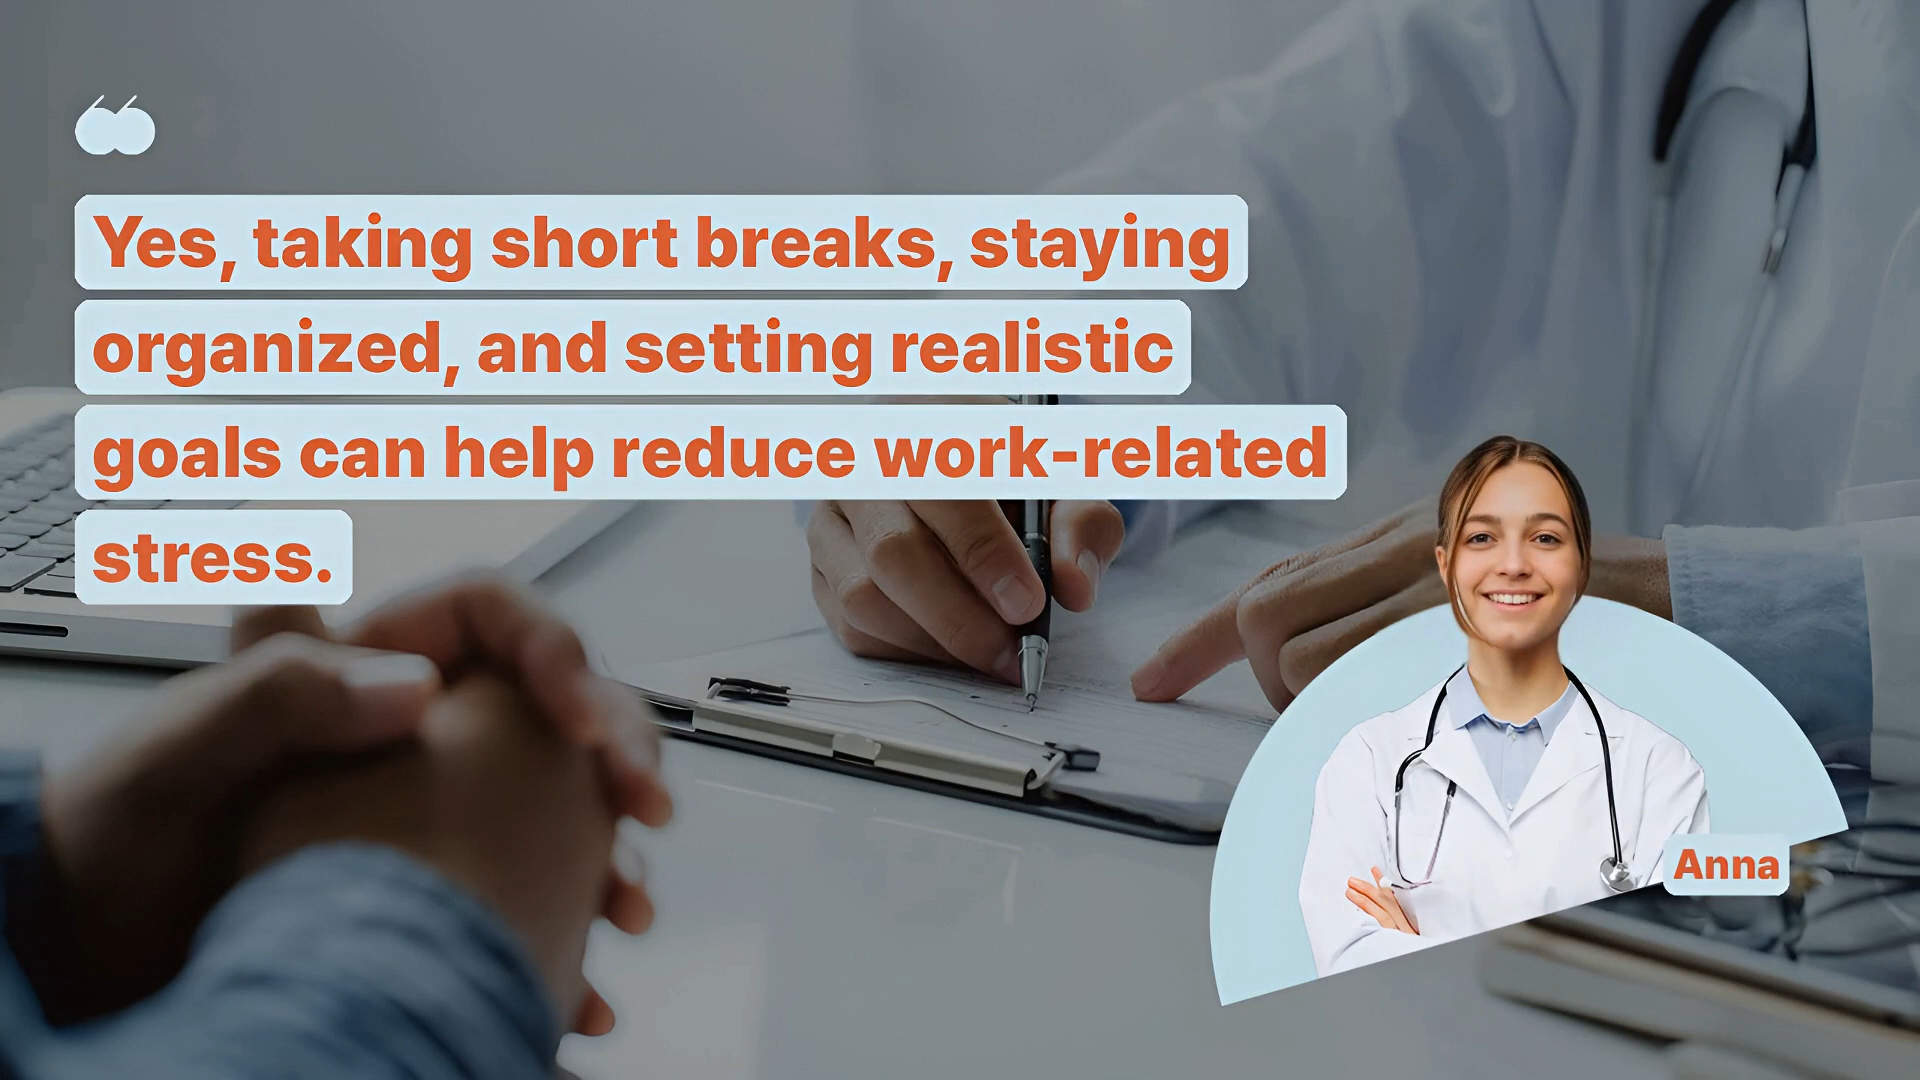 Yes, taking short breaks, staying
organized, and setting realistic
goals can help reduce work-related
stress.
Anna